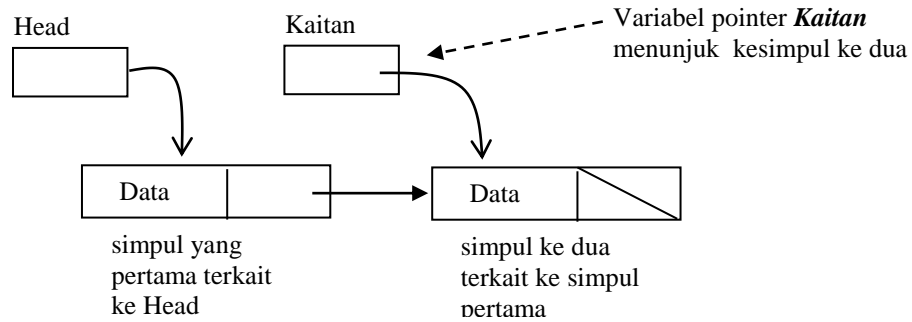 Head
Kaitan
Variabel pointer Kaitan
menunjuk kesimpul ke dua
Data
Data
simpul yang
pertama terkait
ke Head
simpul ke dua
terkait ke simpul
pertama